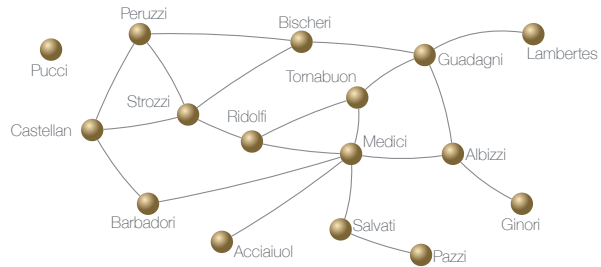 Peruzzi
Bischeri
Pucci
Guadagni
Lambertes
Tornabuon
Strozzi
Ridolfi
Castellan
Medici
Albizzi
Barbadori
Acciaiuol
Salvati
Ginori
Pazzi